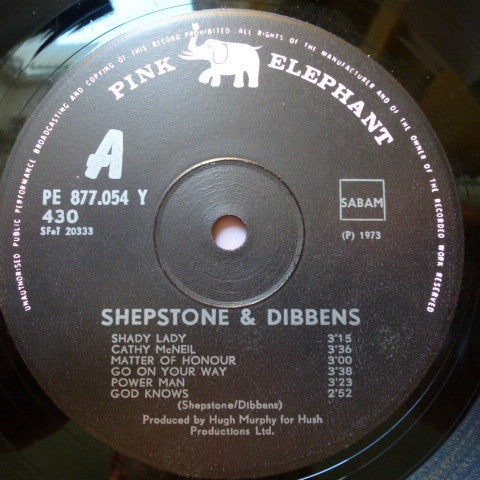 UNAUTHORISED PUBLIC PERFORMANCE BROADCASTING AND COPYING OF THIS RECORD PROHIBITED. ALL RIGHTS OF THE MANUFACTURER AND OF THE OWNER OF THE RECORDED WORK RESERVED
PINK ELEPHANT
A
PE 877.054 Y
430
SFeT 20333
SABAM
(P) 1973
SHEPSTONE & DIBBENS
SHADY LADY 3'15
CATHY McNEIL 3'36
MATTER OF HONOUR 3'00
GO ON YOUR WAY 3'38
POWER MAN 3'23
GOD KNOWS 2'52
(Shepstone/Dibbens)
Produced by Hugh Murphy for Hush
Productions Ltd.